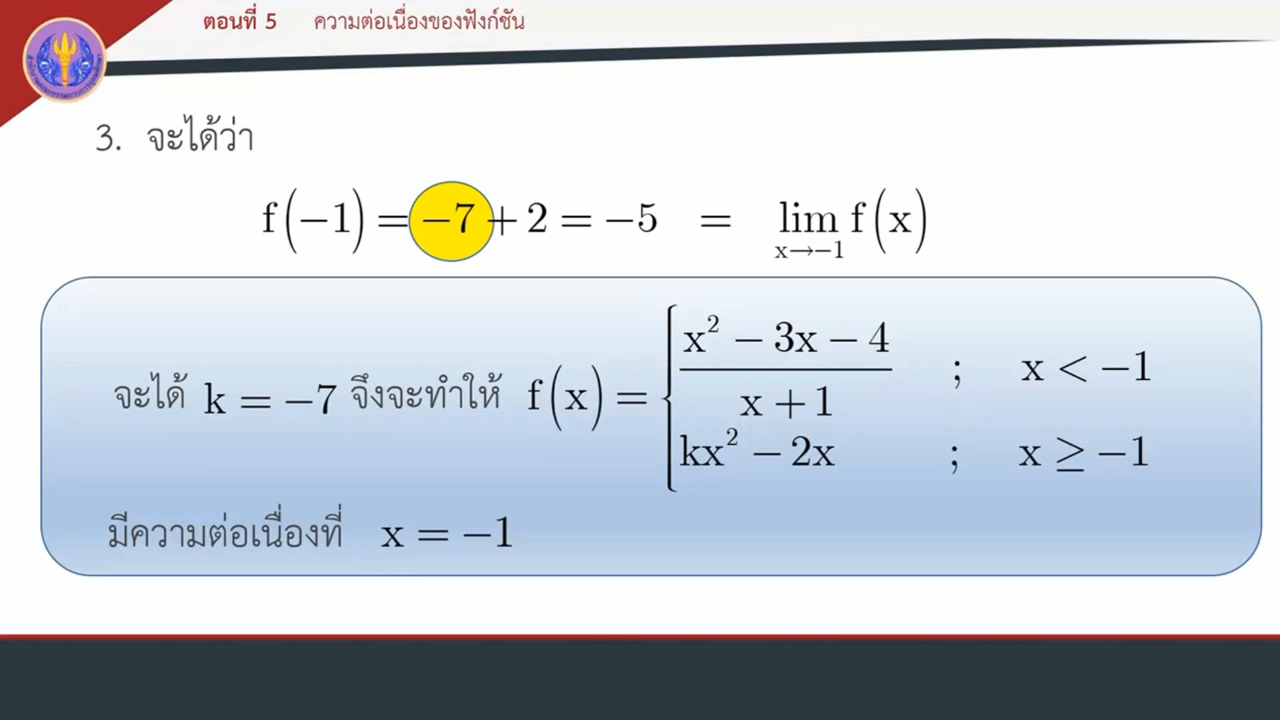 ตอนที่ 5 ความต่อเนื่องของฟังก์ชัน
3. จะได้ว่า
f(−1) = −7 + 2 = −5 = lim f(x)
x→−1
x² − 3x − 4 ; x < −1
จะได้ k = −7 จึงจะทำให้ f(x) =
x + 1
kx² − 2x ; x ≥ −1
มีความต่อเนื่องที่ x = −1